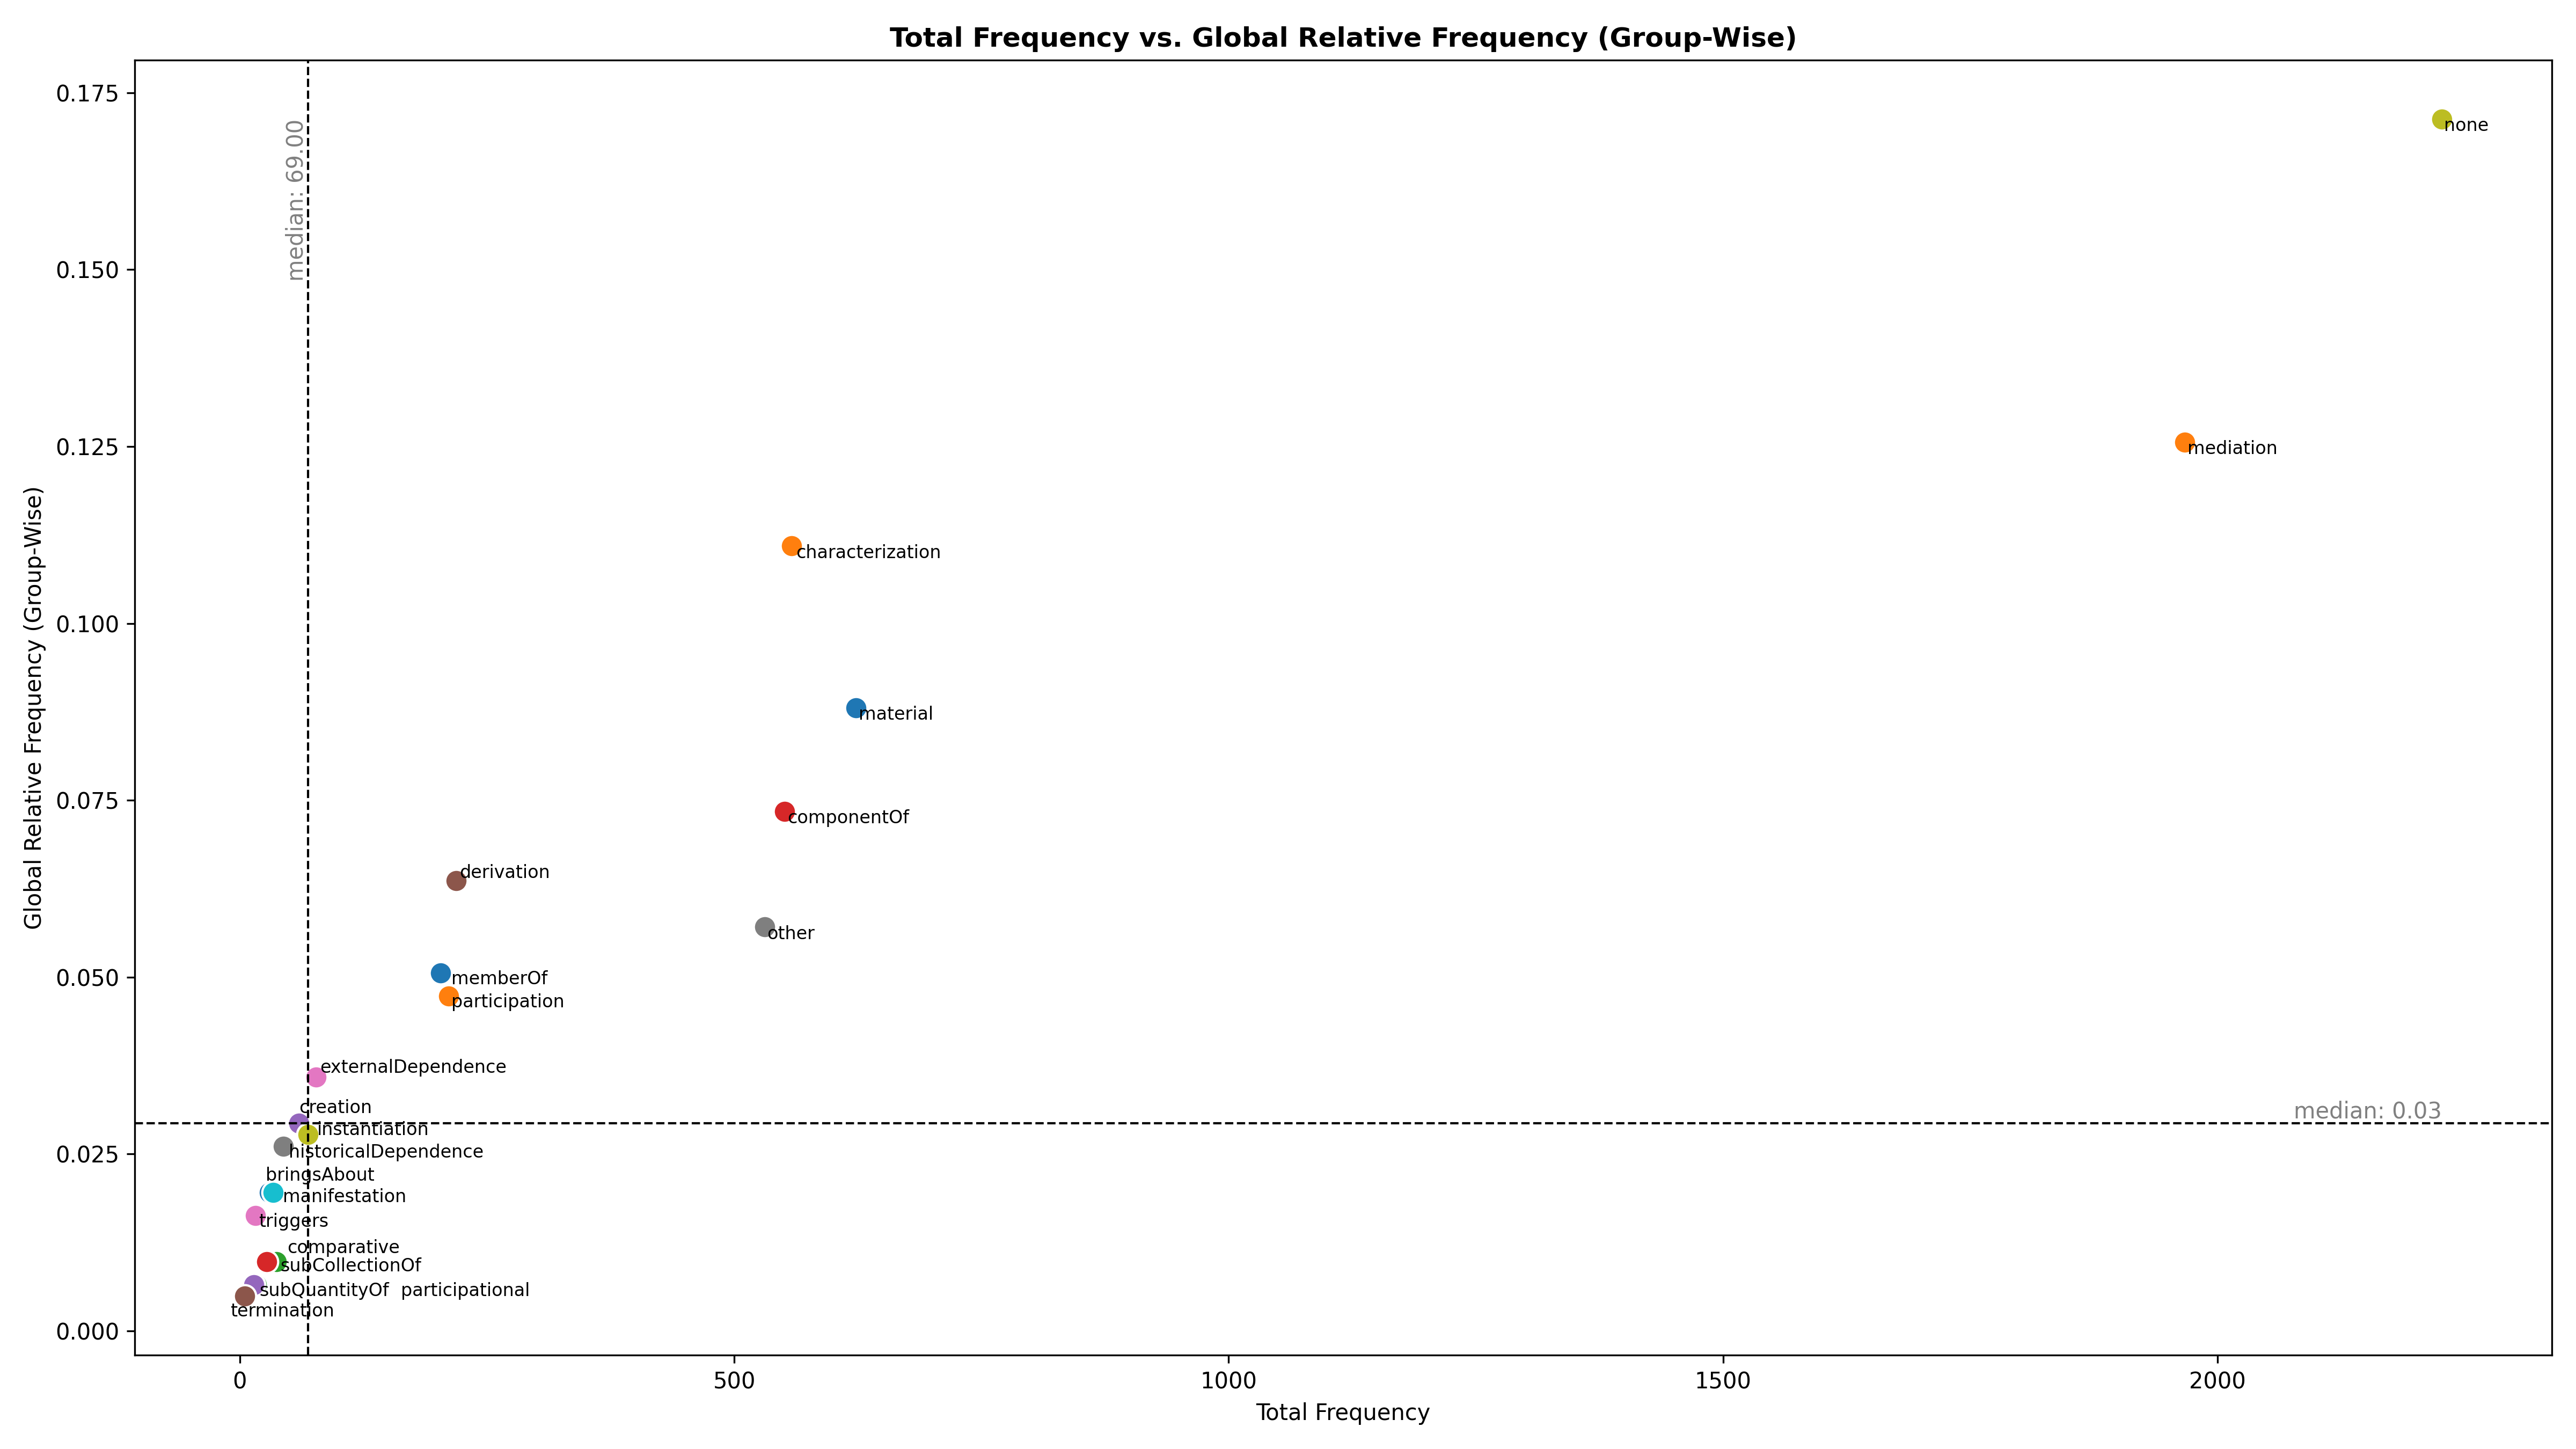 Total Frequency vs. Global Relative Frequency (Group-Wise)
Global Relative Frequency (Group-Wise)
0.175
0.150
0.125
0.100
0.075
0.050
0.025
0.000
median: 69.00
none
mediation
characterization
material
componentOf
derivation
other
memberOf
participation
externalDependence
creation
median: 0.03
instantiation
historicalDependence
bringsAbout
manifestation
triggers
comparative
subCollectionOf
subQuantityOf participational
termination
0 500 1000 1500 2000
Total Frequency